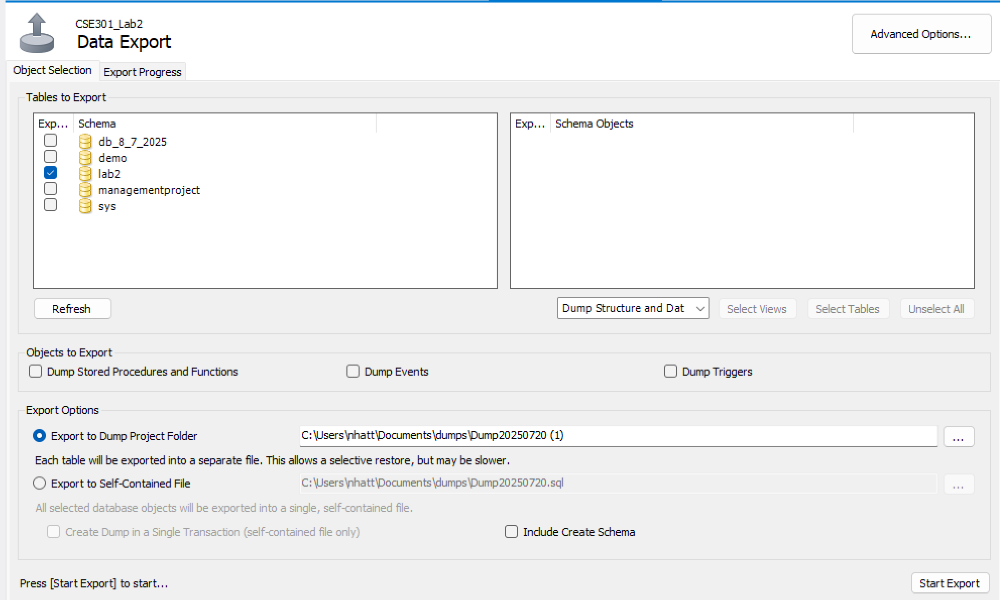 CSE301_Lab2
Data Export
Advanced Options...
Object Selection
Export Progress
Tables to Export
Exp... Schema
db_8_7_2025
demo
lab2
managementproject
sys
Exp... Schema Objects
Refresh
Dump Structure and Dat
Select Views
Select Tables
Unselect All
Objects to Export
Dump Stored Procedures and Functions
Dump Events
Dump Triggers
Export Options
Export to Dump Project Folder
C:\Users\nhatt\Documents\dumps\Dump20250720 (1)
...
Each table will be exported into a separate file. This allows a selective restore, but may be slower.
Export to Self-Contained File
C:\Users\nhatt\Documents\dumps\Dump20250720.sql
...
All selected database objects will be exported into a single, self-contained file.
Create Dump in a Single Transaction (self-contained file only)
Include Create Schema
Press [Start Export] to start...
Start Export